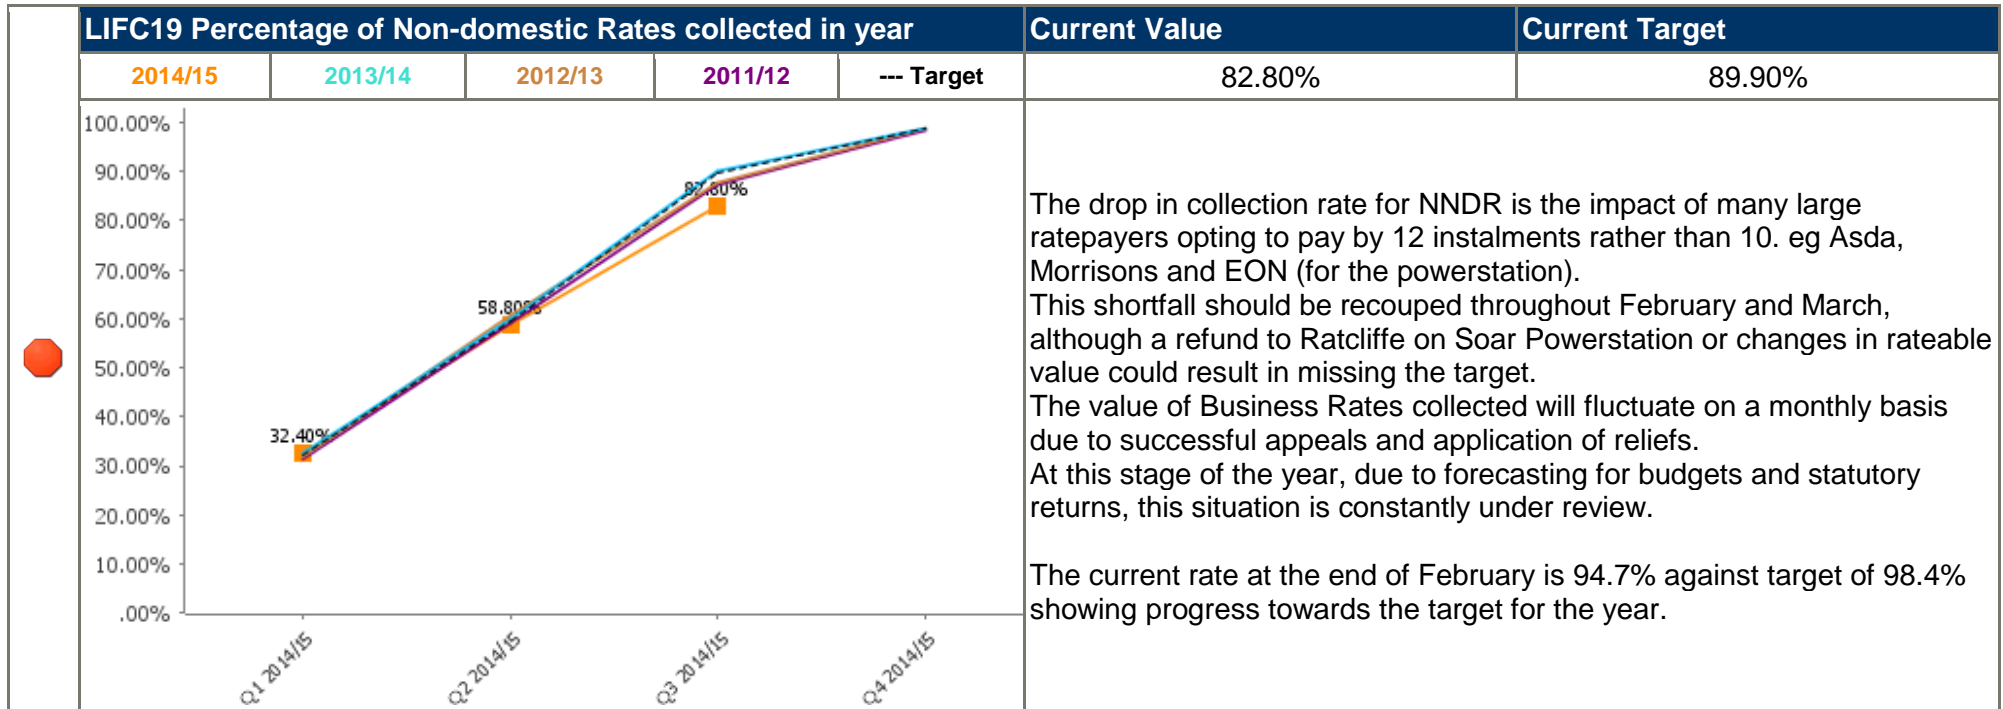 LIFC19 Percentage of Non-domestic Rates collected in year
Current Value
Current Target
2014/15
2013/14
2012/13
2011/12
--- Target
82.80%
89.90%
100.00%
90.00%
80.00%
70.00%
60.00%
50.00%
40.00%
30.00%
20.00%
10.00%
.00%
32.40%
58.80%
82.80%
Q1 2014/15
Q2 2014/15
Q3 2014/15
Q4 2014/15
The drop in collection rate for NNDR is the impact of many large
ratepayers opting to pay by 12 instalments rather than 10. eg Asda,
Morrisons and EON (for the powerstation).
This shortfall should be recouped throughout February and March,
although a refund to Ratcliffe on Soar Powerstation or changes in rateable
value could result in missing the target.
The value of Business Rates collected will fluctuate on a monthly basis
due to successful appeals and application of reliefs.
At this stage of the year, due to forecasting for budgets and statutory
returns, this situation is constantly under review.
The current rate at the end of February is 94.7% against target of 98.4%
showing progress towards the target for the year.